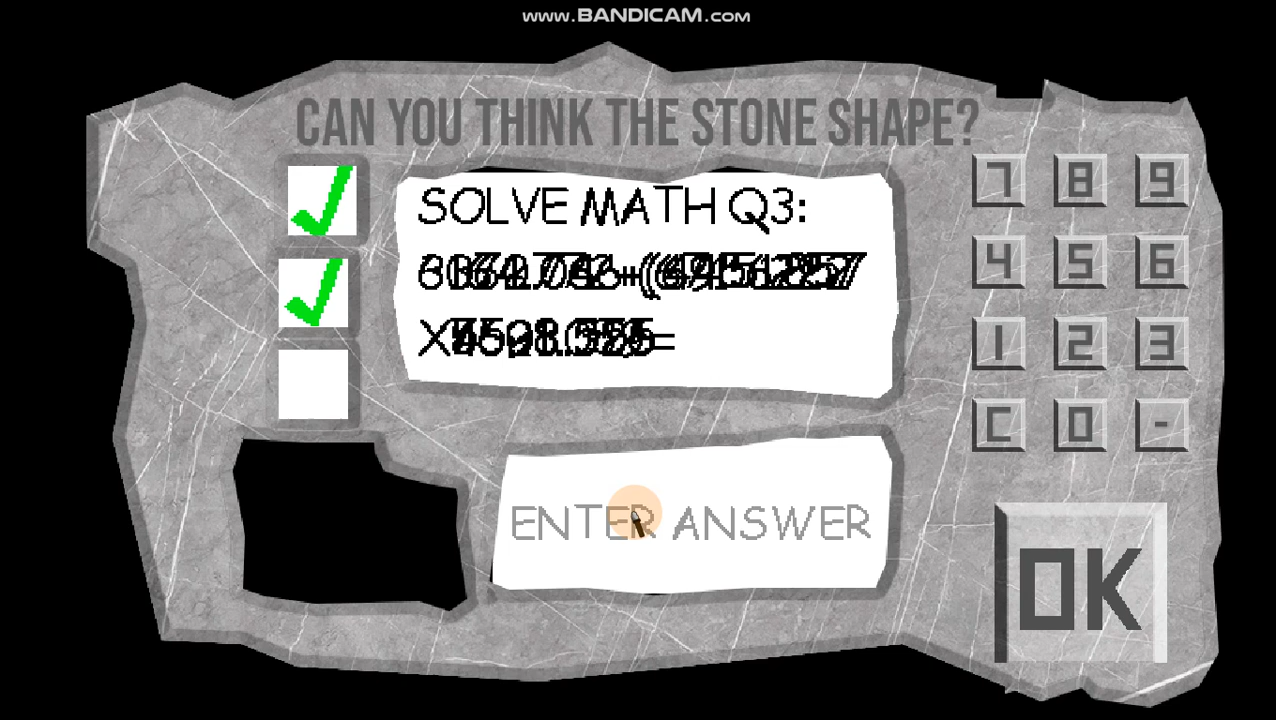 www.BANDICAM.com
CAN YOU THINK THE STONE SHAPE?
SOLVE MATH Q3:
ENTER ANSWER
7 8 9
4 5 6
1 2 3
C 0 -
OK